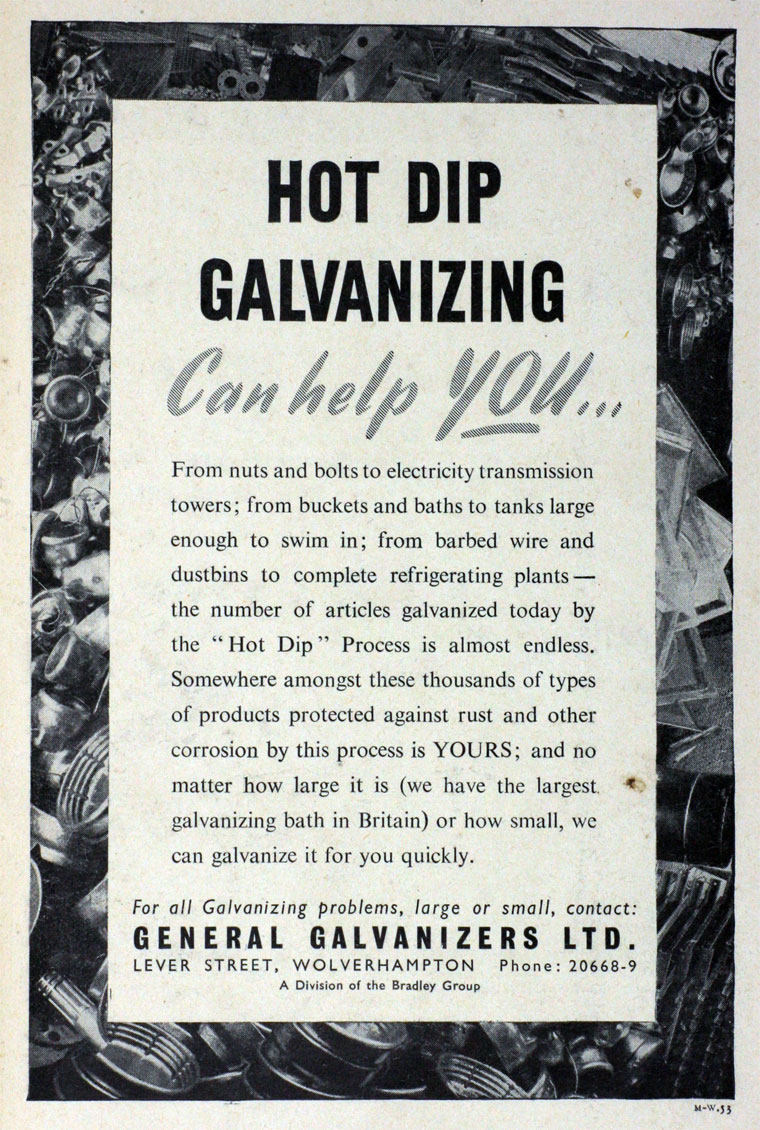 HOT DIP
GALVANIZING
Can help YOU...
From nuts and bolts to electricity transmission
towers; from buckets and baths to tanks large
enough to swim in; from barbed wire and
dustbins to complete refrigerating plants —
the number of articles galvanized today by
the "Hot Dip" Process is almost endless.
Somewhere amongst these thousands of types
of products protected against rust and other
corrosion by this process is YOURS; and no
matter how large it is (we have the largest
galvanizing bath in Britain) or how small, we
can galvanize it for you quickly.
For all Galvanizing problems, large or small, contact:
GENERAL GALVANIZERS LTD.
LEVER STREET, WOLVERHAMPTON Phone: 20668-9
A Division of the Bradley Group
M-W.53